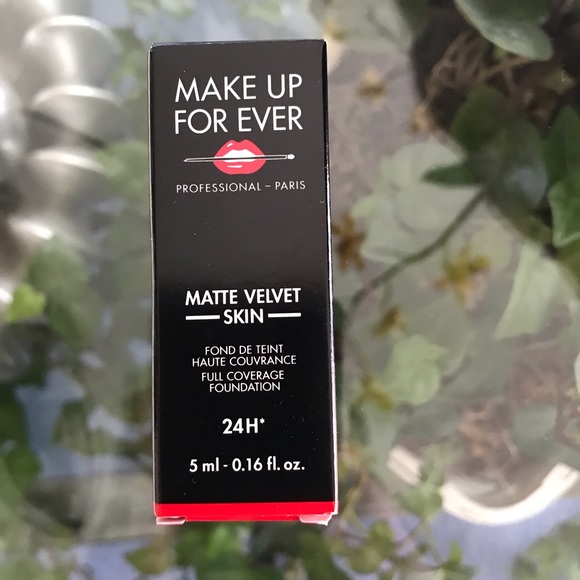 MAKE UP
FOR EVER
PROFESSIONAL – PARIS
MATTE VELVET
SKIN
FOND DE TEINT
HAUTE COUVRANCE
FULL COVERAGE
FOUNDATION
24H*
5 ml - 0.16 fl. oz.